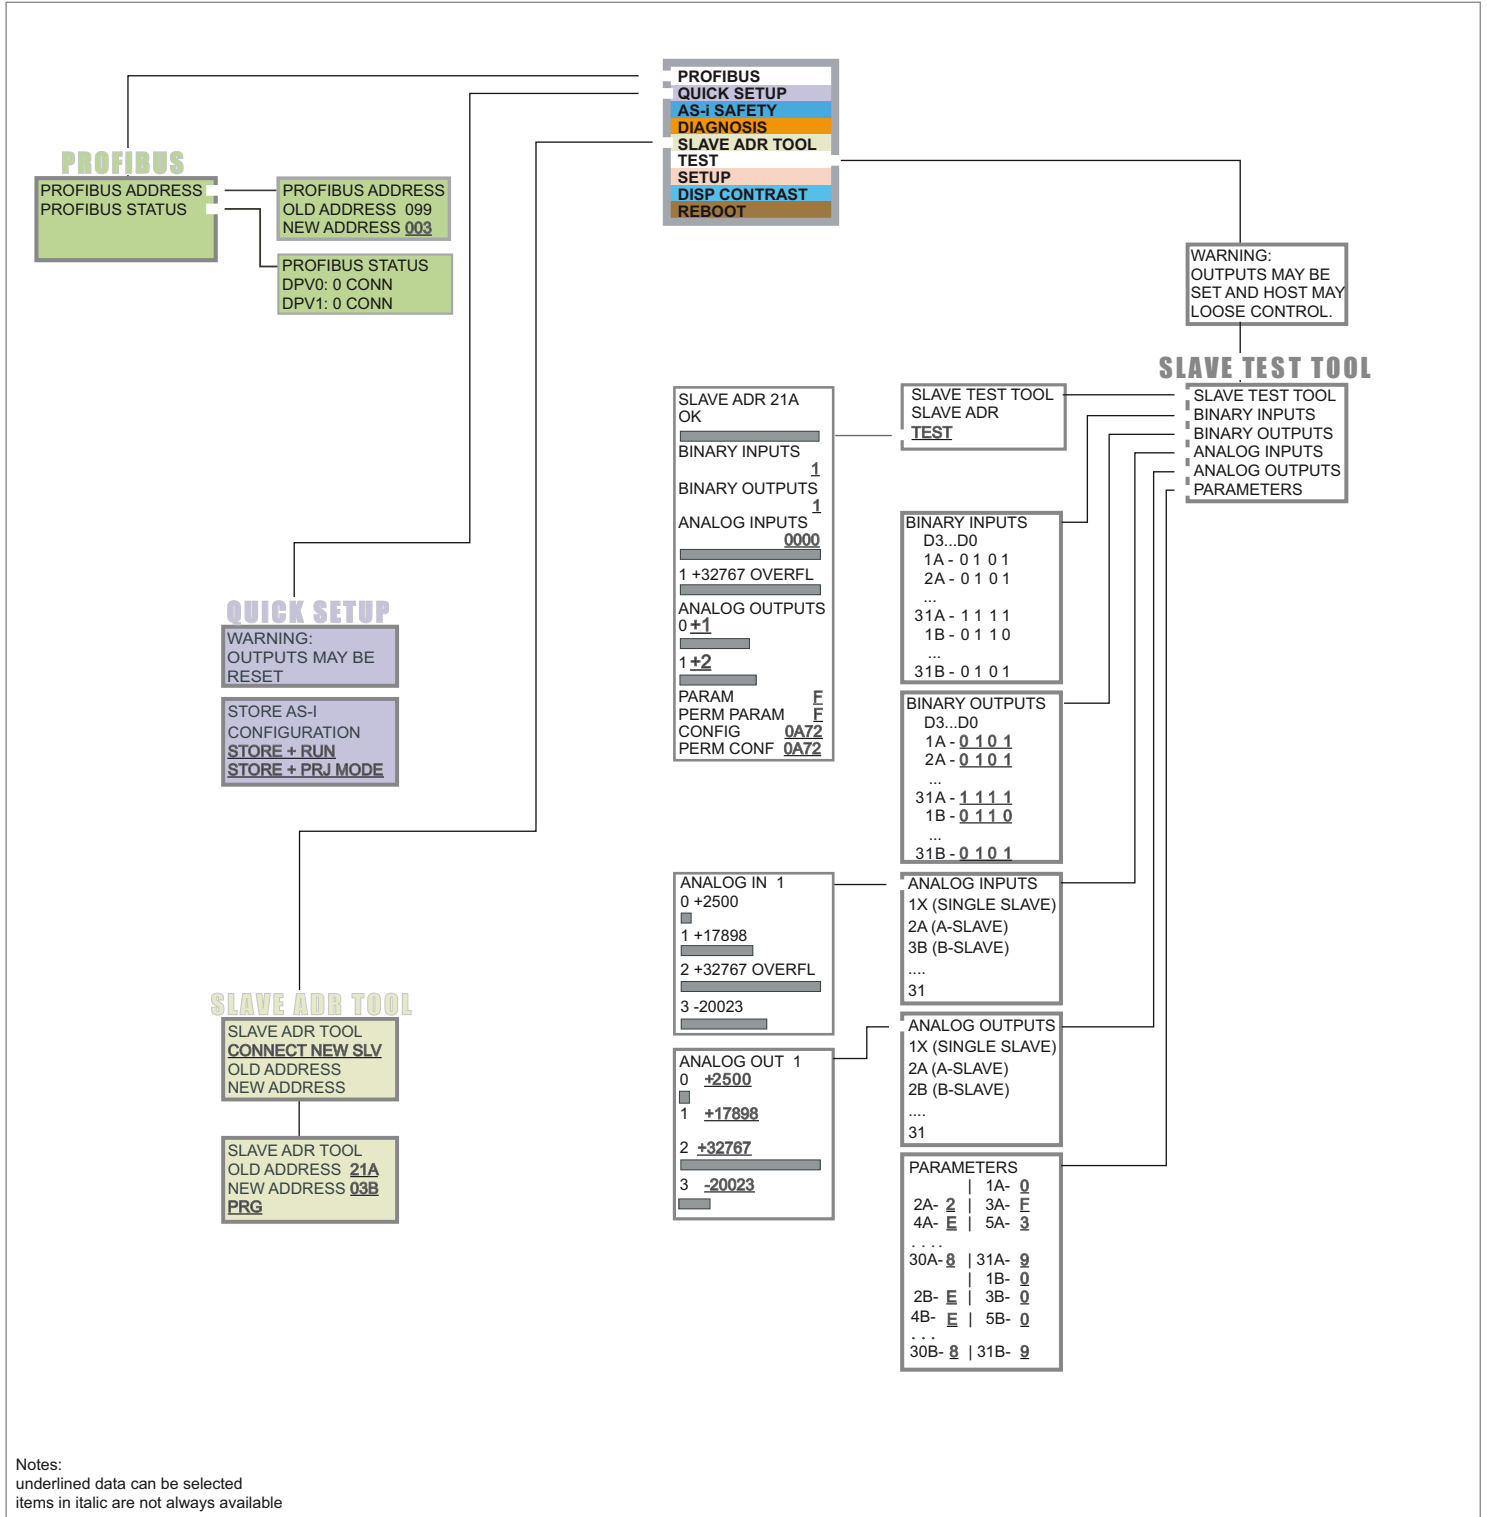 PROFIBUS
QUICK SETUP
AS-i SAFETY
DIAGNOSIS
SLAVE ADR TOOL
TEST
SETUP
DISP CONTRAST
REBOOT
PROFIBUS
PROFIBUS ADDRESS
PROFIBUS STATUS
PROFIBUS ADDRESS
OLD ADDRESS 099
NEW ADDRESS 003
PROFIBUS STATUS
DPV0: 0 CONN
DPV1: 0 CONN
WARNING:
OUTPUTS MAY BE
SET AND HOST MAY
LOOSE CONTROL.
SLAVE TEST TOOL
SLAVE TEST TOOL
BINARY INPUTS
BINARY OUTPUTS
ANALOG INPUTS
ANALOG OUTPUTS
PARAMETERS
SLAVE TEST TOOL
SLAVE ADR
TEST
SLAVE ADR 21A
OK
BINARY INPUTS
1
BINARY OUTPUTS
1
ANALOG INPUTS
0000
1 +32767 OVERFL
ANALOG OUTPUTS
0 +1
1 +2
PARAM F
PERM PARAM F
CONFIG 0A72
PERM CONF 0A72
BINARY INPUTS
D3...D0
1A - 0 1 0 1
2A - 0 1 0 1
...
31A - 1 1 1 1
1B - 0 1 1 0
...
31B - 0 1 0 1
BINARY OUTPUTS
D3...D0
1A - 0 1 0 1
2A - 0 1 0 1
...
31A - 1 1 1 1
1B - 0 1 1 0
...
31B - 0 1 0 1
QUICK SETUP
WARNING:
OUTPUTS MAY BE
RESET
STORE AS-I
CONFIGURATION
STORE + RUN
STORE + PRJ MODE
ANALOG IN 1
0 +2500
1 +17898
2 +32767 OVERFL
3 -20023
ANALOG INPUTS
1X (SINGLE SLAVE)
2A (A-SLAVE)
3B (B-SLAVE)
....
31
SLAVE ADR TOOL
SLAVE ADR TOOL
CONNECT NEW SLV
OLD ADDRESS
NEW ADDRESS
SLAVE ADR TOOL
OLD ADDRESS 21A
NEW ADDRESS 03B
PRG
ANALOG OUT 1
0 +2500
1 +17898
2 +32767
3 -20023
ANALOG OUTPUTS
1X (SINGLE SLAVE)
2A (A-SLAVE)
2B (B-SLAVE)
....
31
PARAMETERS
| 1A- 0
2A- 2 | 3A- F
4A- E | 5A- 3
. . . .
30A- 8 | 31A- 9
| 1B- 0
2B- E | 3B- 0
4B- E | 5B- 0
. . .
30B- 8 | 31B- 9
Notes:
underlined data can be selected
items in italic are not always available